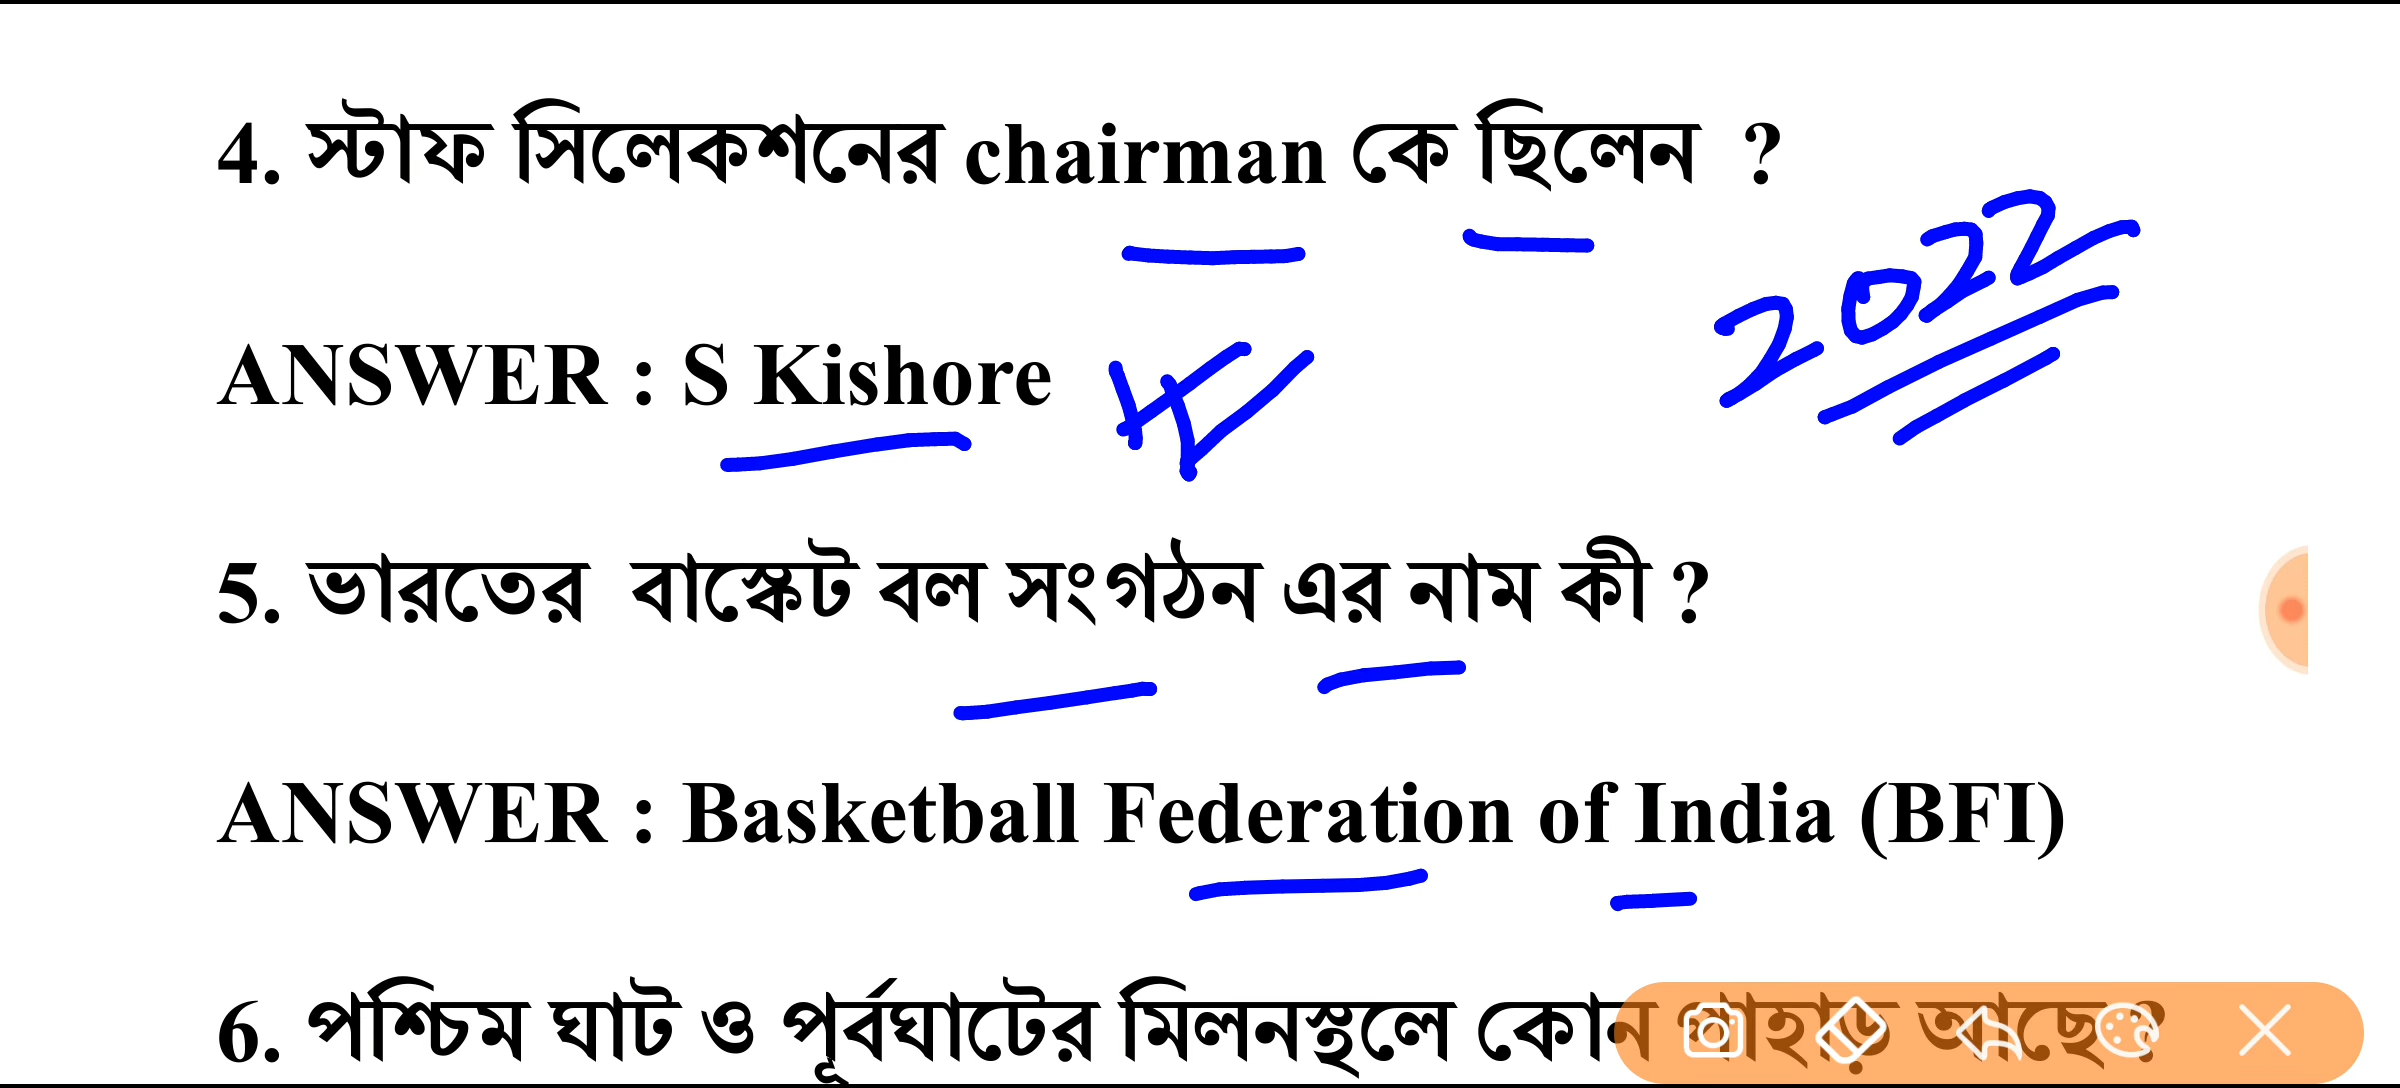 4. স্টাফ সিলেকশনের chairman কে ছিলেন ?
2022
ANSWER : S Kishore
5. ভারতের বাস্কেট বল সংগঠন এর নাম কী ?
ANSWER : Basketball Federation of India (BFI)
6. পশ্চিম ঘাট ও পূর্বঘাটের মিলনস্থলে কোন পাহাড় আছে ?